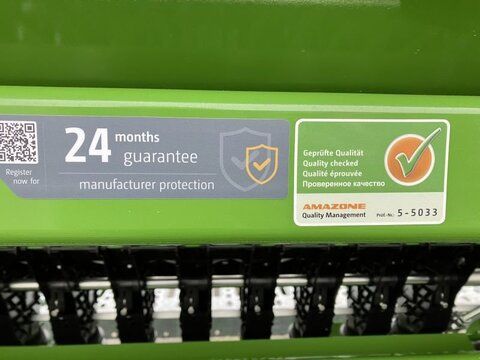 24 months
guarantee
Register
now for
manufacturer protection
Geprüfte Qualität
Quality checked
Qualité éprouvée
Проверенное качество
AMAZONE
Quality Management
Prüf.-Nr.: 5-5033